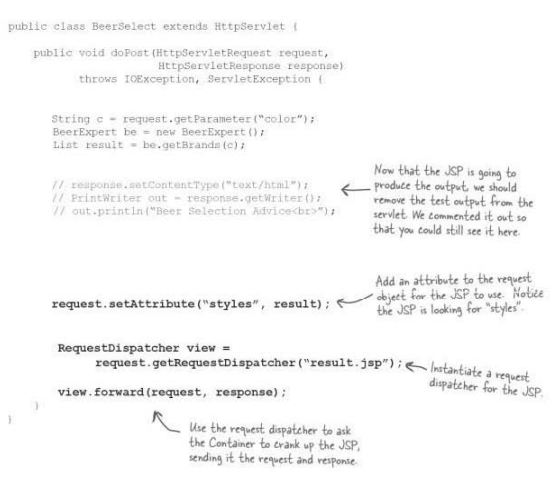 public class BeerSelect extends HttpServlet {
public void doPost(HttpServletRequest request,
HttpServletResponse response)
throws IOException, ServletException {
String c = request.getParameter(“color”);
BeerExpert be = new BeerExpert();
List result = be.getBrands(c);
// response.setContentType(“text/html”);
// PrintWriter out = response.getWriter();
// out.println(“Beer Selection Advice<br>”);
Now that the JSP is going to
produce the output, we should
remove the test output from the
servlet. We commented it out so
that you could still see it here.
request.setAttribute(“styles”, result);
Add an attribute to the request
object for the JSP to use. Notice
the JSP is looking for “styles”.
RequestDispatcher view =
request.getRequestDispatcher(“result.jsp”);
Instantiate a request
dispatcher for the JSP.
view.forward(request, response);
}
}
Use the request dispatcher to ask
the Container to crank up the JSP,
sending it the request and response.